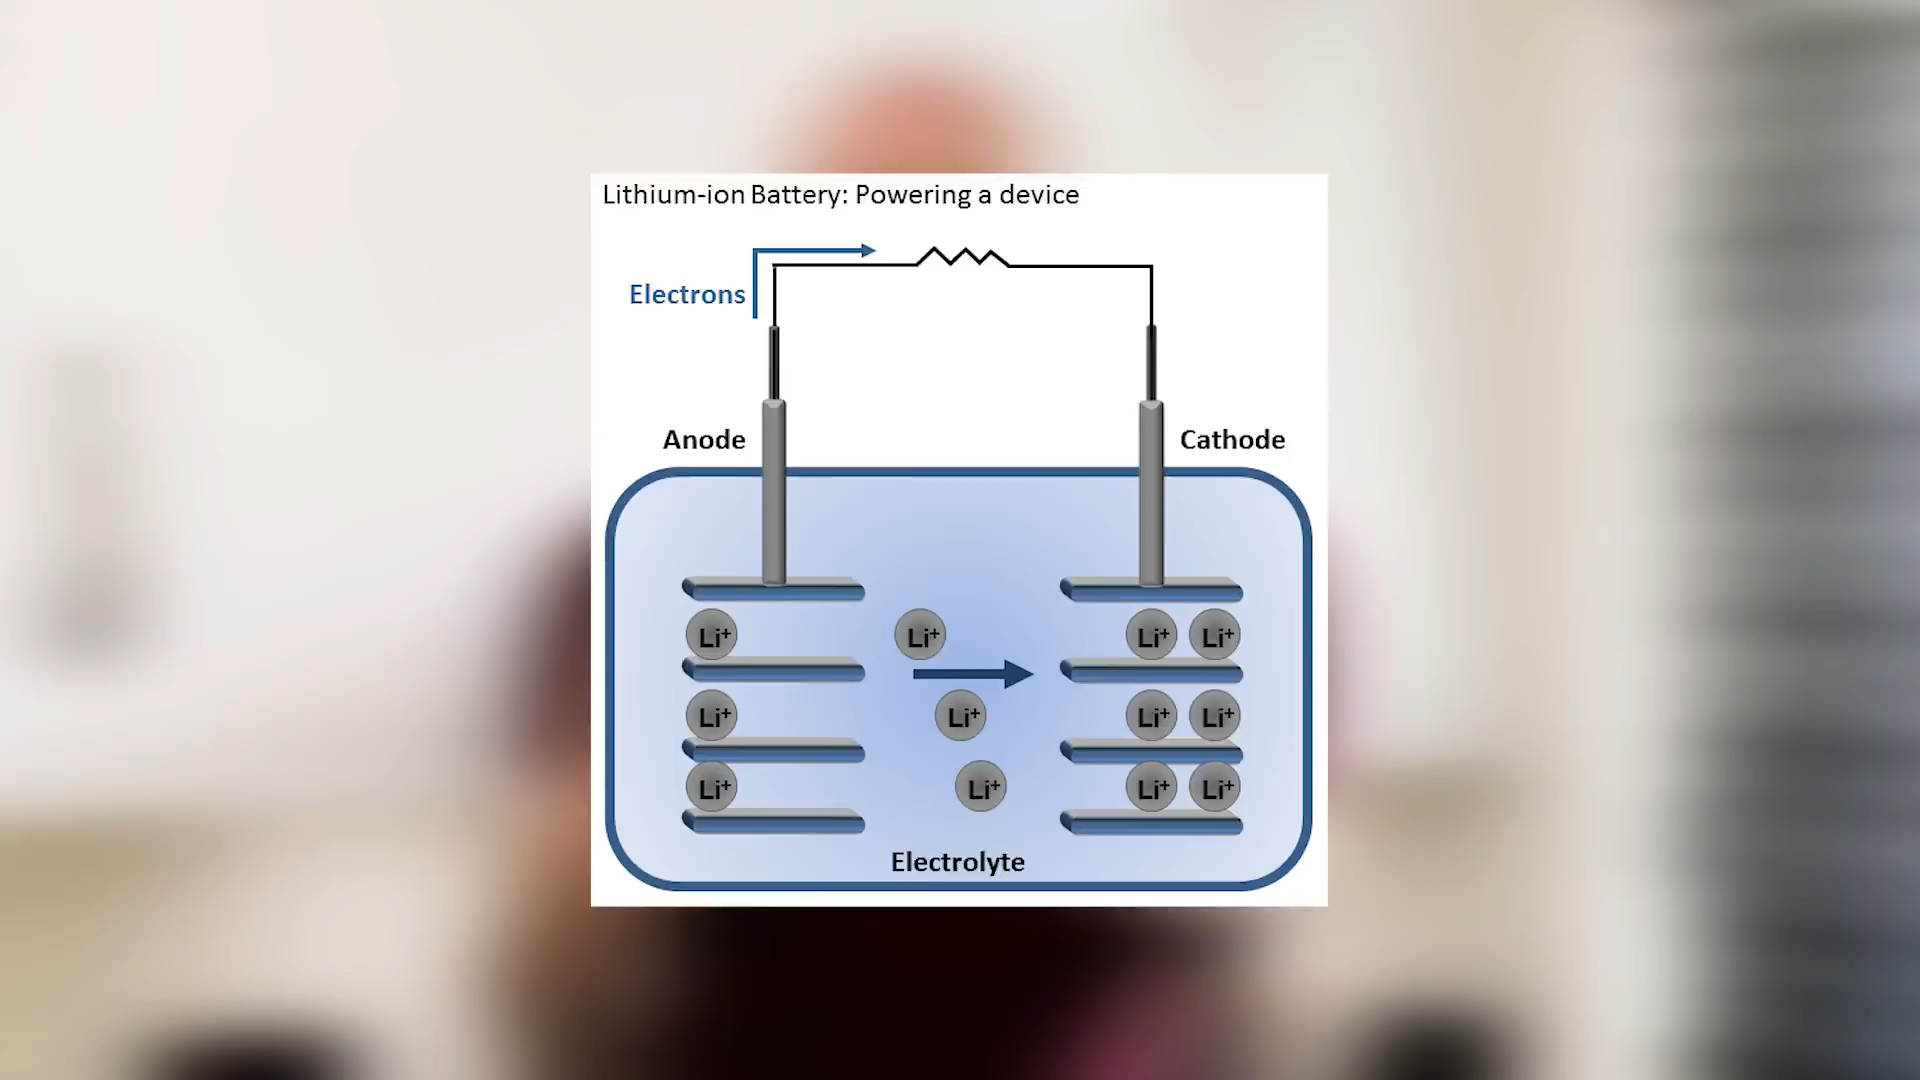 Lithium-ion Battery: Powering a device
Electrons
Anode
Cathode
Li+
Li+
Li+
Li+
Li+
Li+
Li+
Li+
Li+
Li+
Li+
Li+
Electrolyte